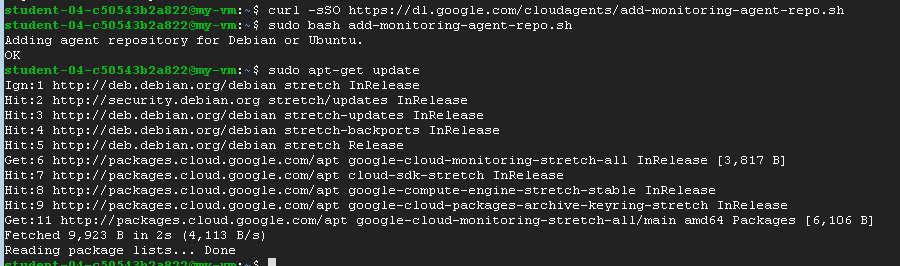 student-04-c50543b2a822@my-vm:~$ curl -sSO https://dl.google.com/cloudagents/add-monitoring-agent-repo.sh
student-04-c50543b2a822@my-vm:~$ sudo bash add-monitoring-agent-repo.sh
Adding agent repository for Debian or Ubuntu.
OK
student-04-c50543b2a822@my-vm:~$ sudo apt-get update
Ign:1 http://deb.debian.org/debian stretch InRelease
Hit:2 http://security.debian.org stretch/updates InRelease
Hit:3 http://deb.debian.org/debian stretch-updates InRelease
Hit:4 http://deb.debian.org/debian stretch-backports InRelease
Hit:5 http://deb.debian.org/debian stretch Release
Get:6 http://packages.cloud.google.com/apt google-cloud-monitoring-stretch-all InRelease [3,817 B]
Hit:7 http://packages.cloud.google.com/apt cloud-sdk-stretch InRelease
Hit:8 http://packages.cloud.google.com/apt google-compute-engine-stretch-stable InRelease
Hit:9 http://packages.cloud.google.com/apt google-cloud-packages-archive-keyring-stretch InRelease
Get:11 http://packages.cloud.google.com/apt google-cloud-monitoring-stretch-all/main amd64 Packages [6,106 B]
Fetched 9,923 B in 2s (4,113 B/s)
Reading package lists... Done
student-04-c50543b2a822@my-vm:~$